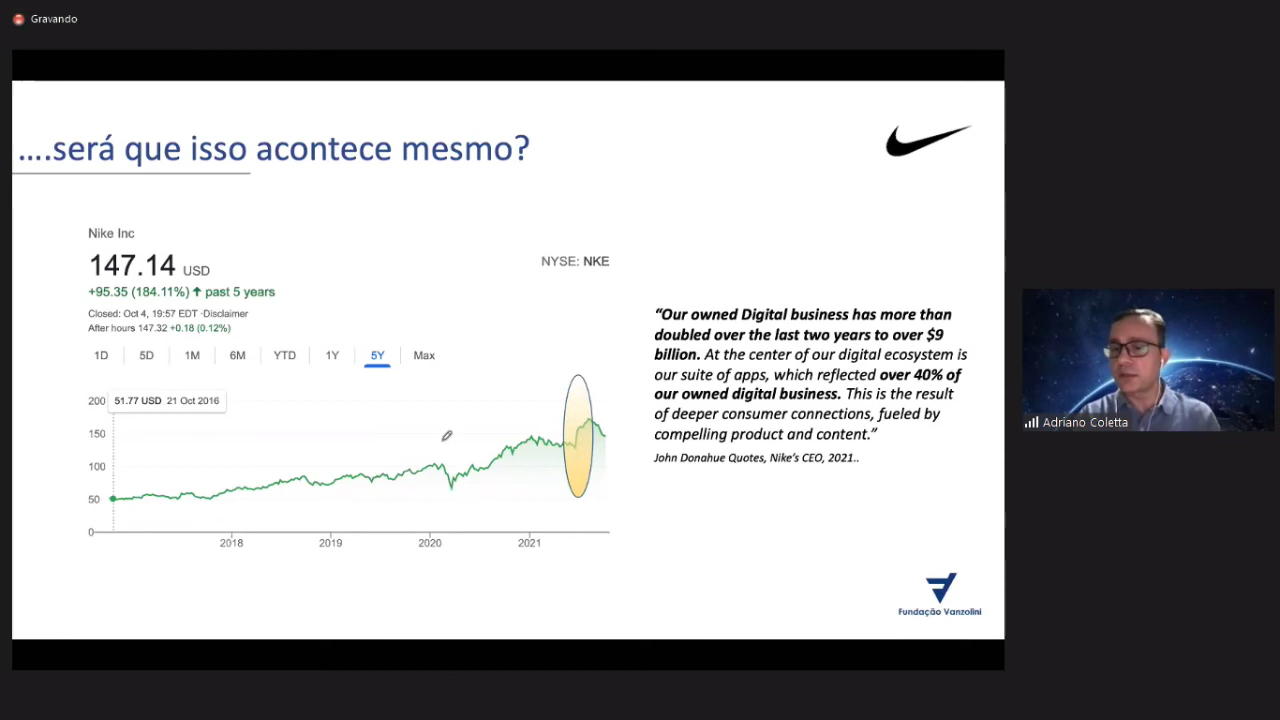 Gravando
....será que isso acontece mesmo?
Nike Inc
147.14 USD
NYSE: NKE
+95.35 (184.11%) ↑ past 5 years
Closed: Oct 4, 19:57 EDT ·Disclaimer
After hours 147.32 +0.18 (0.12%)
1D 5D 1M 6M YTD 1Y 5Y Max
51.77 USD 21 Oct 2016
200
150
100
50
0
2018 2019 2020 2021
“Our owned Digital business has more than
doubled over the last two years to over $9
billion. At the center of our digital ecosystem is
our suite of apps, which reflected over 40% of
our owned digital business. This is the result
of deeper consumer connections, fueled by
compelling product and content.”
John Donahue Quotes, Nike's CEO, 2021..
Fundação Vanzolini
Adriano Coletta